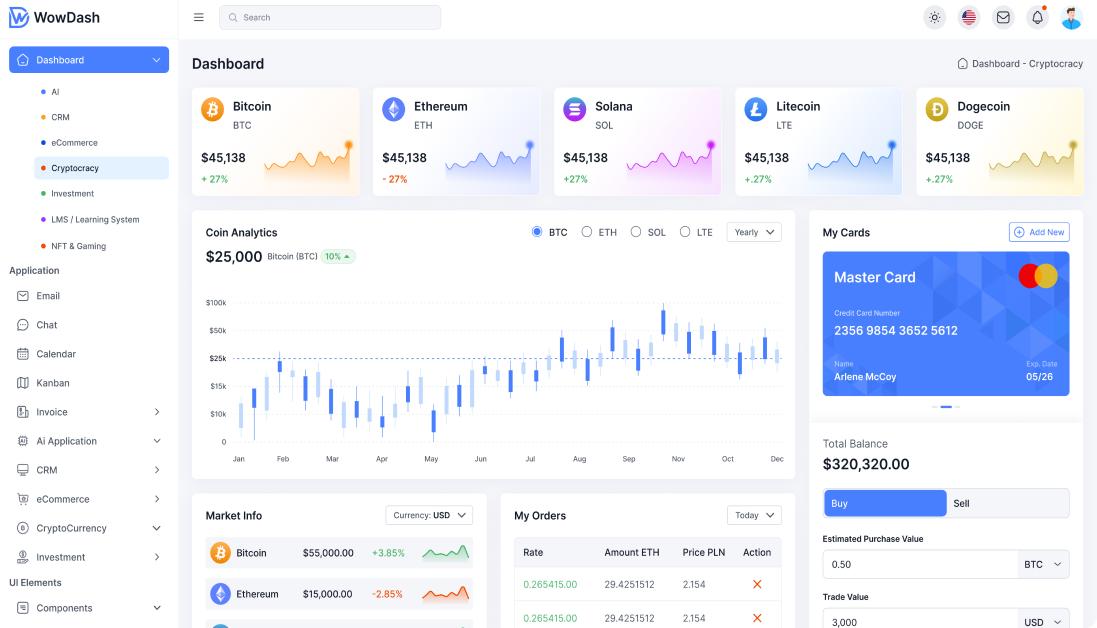 WowDash
Search
Dashboard
AI
CRM
eCommerce
Cryptocracy
Investment
LMS / Learning System
NFT & Gaming
Application
Email
Chat
Calendar
Kanban
Invoice
Ai Application
CRM
eCommerce
CryptoCurrency
Investment
UI Elements
Components
Dashboard
Dashboard - Cryptocracy
Bitcoin
BTC
$45,138
+ 27%
Ethereum
ETH
$45,138
- 27%
Solana
SOL
$45,138
+27%
Litecoin
LTE
$45,138
+.27%
Dogecoin
DOGE
$45,138
+.27%
Coin Analytics
BTC ETH SOL LTE
Yearly
$25,000 Bitcoin (BTC) 10%
$100k
$50k
$25k
$15k
$10k
0
Jan Feb Mar Apr May Jun Jul Aug Sep Nov Oct Dec
My Cards
Add New
Master Card
Credit Card Number
2356 9854 3652 5612
Name
Arlene McCoy
Exp. Date
05/26
Total Balance
$320,320.00
Buy Sell
Estimated Purchase Value
0.50 BTC
Trade Value
3,000 USD
Market Info
Currency: USD
Bitcoin $55,000.00 +3.85%
Ethereum $15,000.00 -2.85%
My Orders
Today
Rate Amount ETH Price PLN Action
0.265415.00 29.4251512 2.154
0.265415.00 29.4251512 2.154